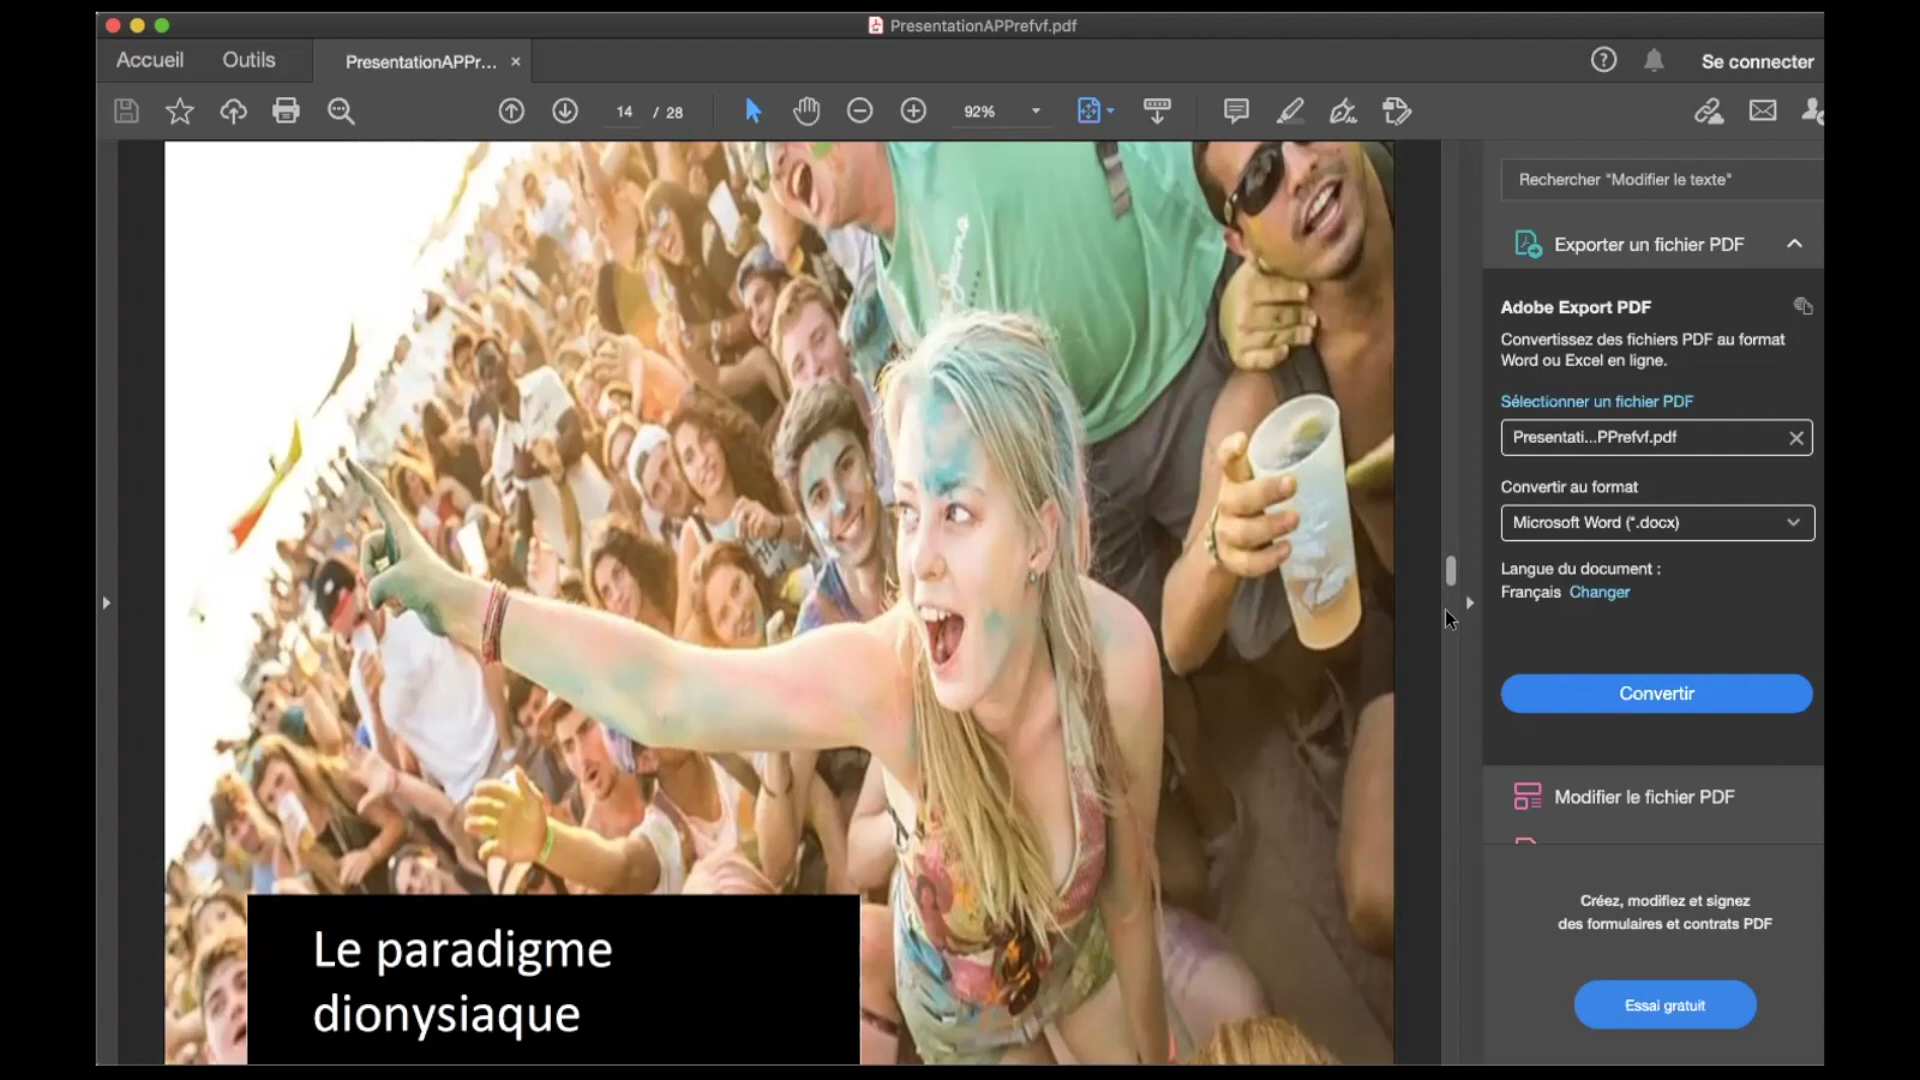 PresentationAPPrefvf.pdf
Accueil
Outils
PresentationAPPr...
Se connecter
14 / 28
92%
Rechercher "Modifier le texte"
Exporter un fichier PDF
Adobe Export PDF
Convertissez des fichiers PDF au format
Word ou Excel en ligne.
Sélectionner un fichier PDF
Presentati...PPrefvf.pdf
Convertir au format
Microsoft Word (*.docx)
Langue du document :
Français Changer
Convertir
Modifier le fichier PDF
Créez, modifiez et signez
des formulaires et contrats PDF
Essai gratuit
Le paradigme
dionysiaque